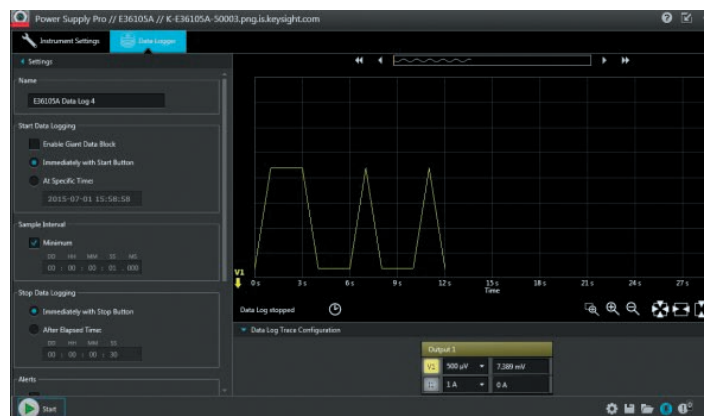 Power Supply Pro // E36105A // K-E36105A-50003.png.is.keysight.com
Instrument Settings
Data Logger
Settings
Name
E36105A Data Log 4
Start Data Logging
Enable Giant Data Block
Immediately with Start Button
At Specific Time:
2015-07-01 15:58:58
Sample Interval
Minimum
DD HH MM SS MS
00 : 00 : 00 : 01 . 000
Stop Data Logging
Immediately with Stop Button
After Elapsed Time:
DD HH MM SS
00 : 00 : 00 : 30
Alerts
Start
V1
0 s 3 s 6 s 9 s 12 s 15 s 18 s 21 s 24 s 27 s
Time
Data Log stopped
Data Log Trace Configuration
Output 1
V1 500 µV 7.389 mV
1 A 0 A